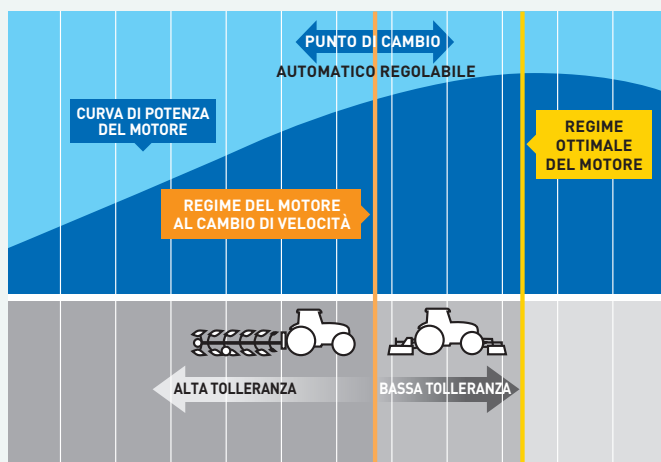 PUNTO DI CAMBIO
AUTOMATICO REGOLABILE
CURVA DI POTENZA
DEL MOTORE
REGIME
OTTIMALE
DEL MOTORE
REGIME DEL MOTORE
AL CAMBIO DI VELOCITÀ
ALTA TOLLERANZA
BASSA TOLLERANZA